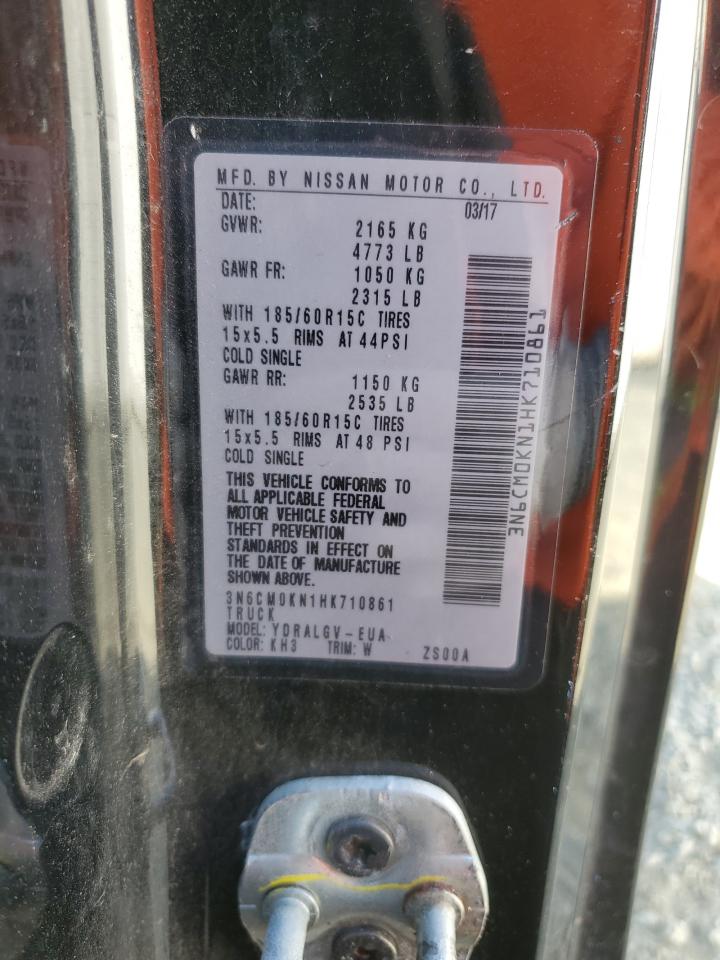 MFD. BY NISSAN MOTOR CO., LTD.
DATE: 03/17
GVWR: 2165 KG
4773 LB
GAWR FR: 1050 KG
2315 LB
WITH 185/60R15C TIRES
15x5.5 RIMS AT 44PSI
COLD SINGLE
GAWR RR: 1150 KG
2535 LB
WITH 185/60R15C TIRES
15x5.5 RIMS AT 48 PSI
COLD SINGLE
THIS VEHICLE CONFORMS TO
ALL APPLICABLE FEDERAL
MOTOR VEHICLE SAFETY AND
THEFT PREVENTION
STANDARDS IN EFFECT ON
THE DATE OF MANUFACTURE
SHOWN ABOVE.
3N6CM0KN1HK710861
TRUCK
MODEL: YDRALGV-EUA
COLOR: KH3 TRIM: W ZS00A
3N6CM0KN1HK710861